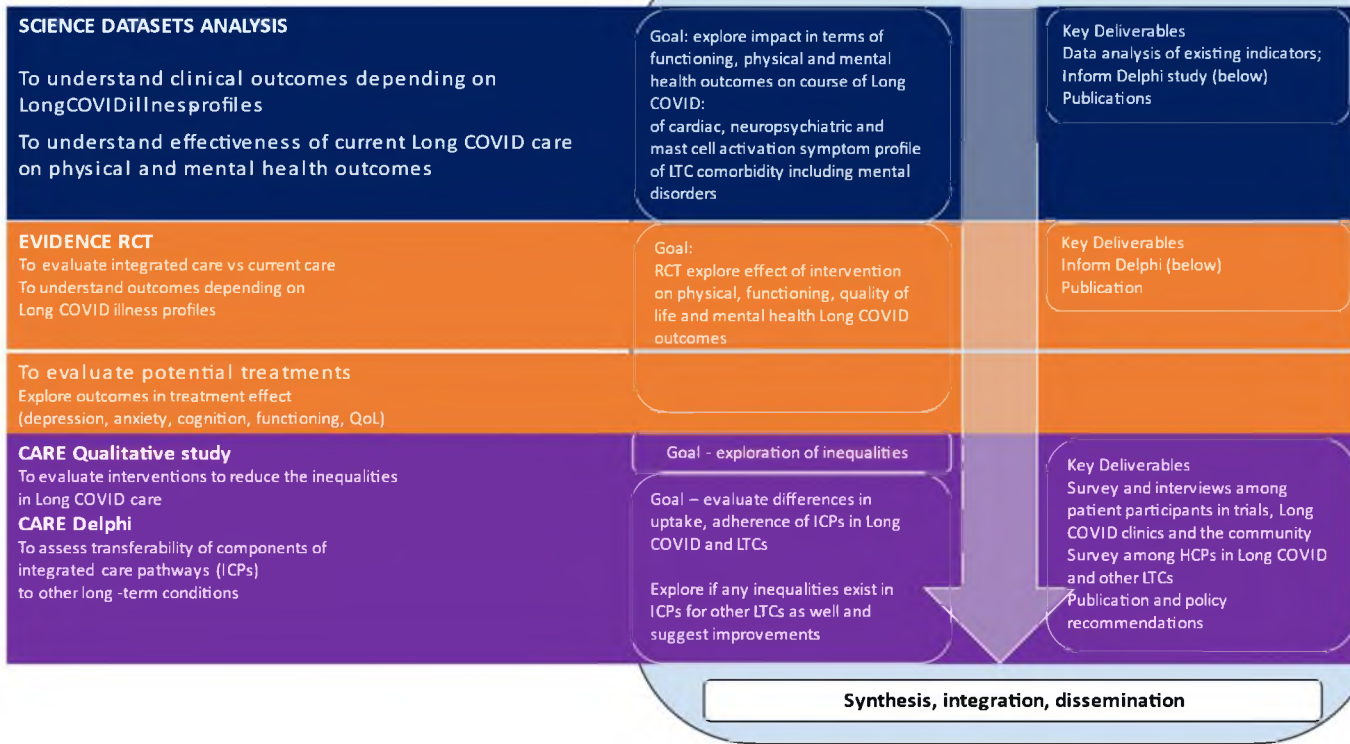 SCIENCE DATASETS ANALYSIS
To understand clinical outcomes depending on
LongCOVIDillnesprofiles
To understand effectiveness of current Long COVID care
on physical and mental health outcomes
Goal: explore impact in terms of
functioning, physical and mental
health outcomes on course of Long
COVID:
of cardiac, neuropsychiatric and
mast cell activation symptom profile
of LTC comorbidity including mental
disorders
Key Deliverables
Data analysis of existing indicators;
Inform Delphi study (below)
Publications
EVIDENCE RCT
To evaluate integrated care vs current care
To understand outcomes depending on
Long COVID illness profiles
Goal:
RCT explore effect of intervention
on physical, functioning, quality of
life and mental health Long COVID
outcomes
Key Deliverables
Inform Delphi (below)
Publication
To evaluate potential treatments
Explore outcomes in treatment effect
(depression, anxiety, cognition, functioning, QoL)
CARE Qualitative study
To evaluate interventions to reduce the inequalities
in Long COVID care
CARE Delphi
To assess transferability of components of
integrated care pathways (ICPs)
to other long -term conditions
Goal - exploration of inequalities
Goal – evaluate differences in
uptake, adherence of ICPs in Long
COVID and LTCs
Explore if any inequalities exist in
ICPs for other LTCs as well and
suggest improvements
Key Deliverables
Survey and interviews among
patient participants in trials, Long
COVID clinics and the community
Survey among HCPs in Long COVID
and other LTCs
Publication and policy
recommendations
Synthesis, integration, dissemination